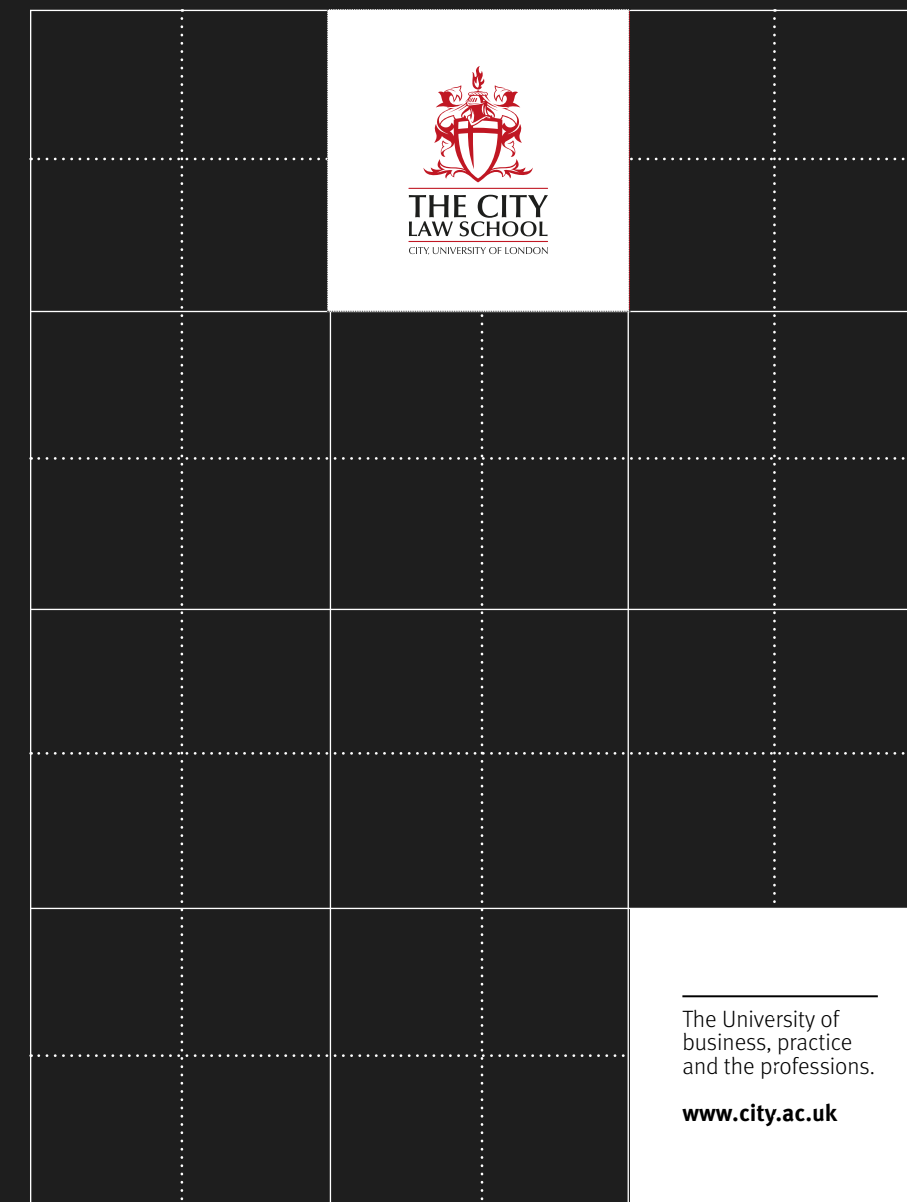 THE CITY
LAW SCHOOL
CITY, UNIVERSITY OF LONDON
The University of
business, practice
and the professions.
www.city.ac.uk